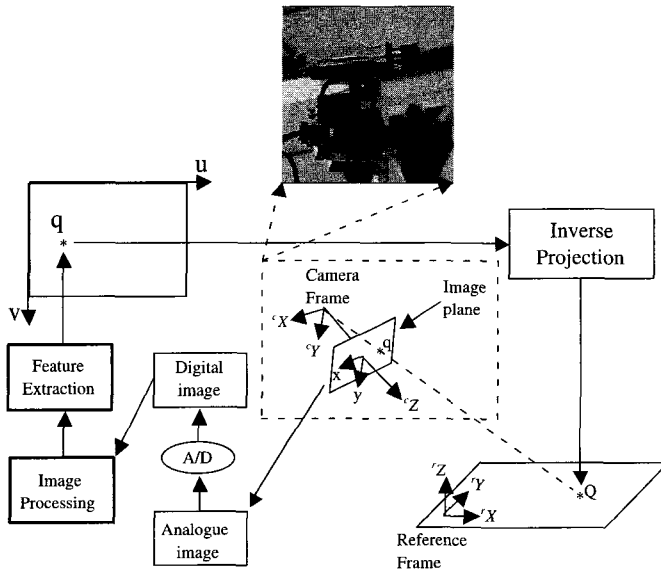 u
q
*
v
Inverse
Projection
Camera
Frame
Image
plane
ᶜX
ᶜY
q
*
x
y
ᶜZ
Feature
Extraction
Digital
image
A/D
Image
Processing
Analogue
image
ʳZ
ʳY
ʳX
*Q
Reference
Frame